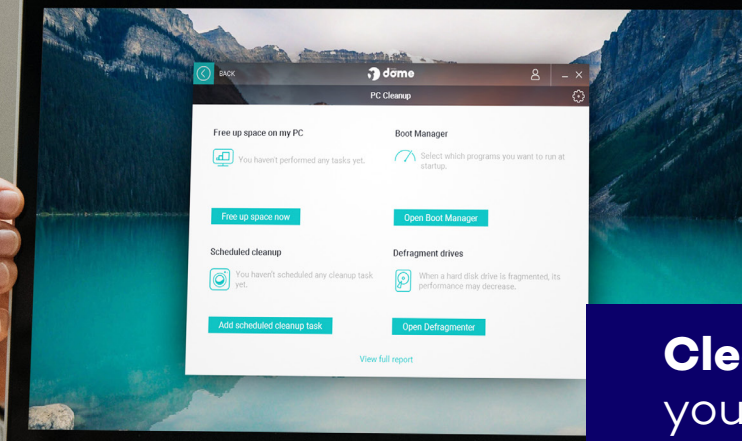 BACK
dome
PC Cleanup
Free up space on my PC
You haven't performed any tasks yet.
Free up space now
Boot Manager
Select which programs you want to run at
startup.
Open Boot Manager
Scheduled cleanup
You haven't scheduled any cleanup task
yet.
Add scheduled cleanup task
Defragment drives
When a hard disk drive is fragmented, its
performance may decrease.
Open Defragmenter
View full report
Cle
you